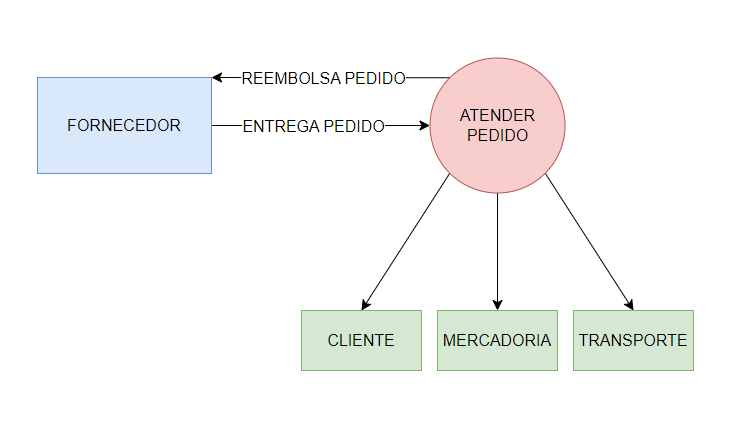 REEMBOLSA PEDIDO
FORNECEDOR
ENTREGA PEDIDO
ATENDER
PEDIDO
CLIENTE
MERCADORIA
TRANSPORTE